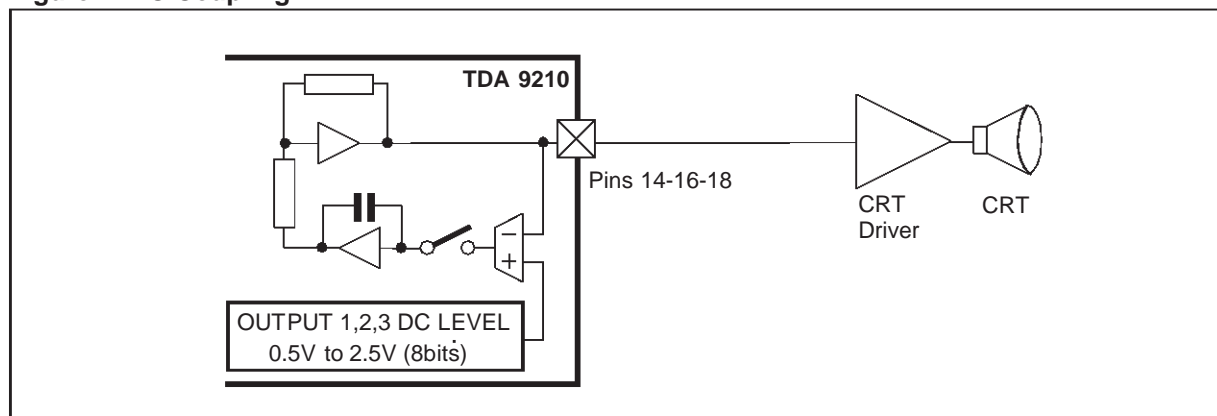 TDA 9210
Pins 14-16-18
CRT
Driver
CRT
−
+
OUTPUT 1,2,3 DC LEVEL
0.5V to 2.5V (8bits)